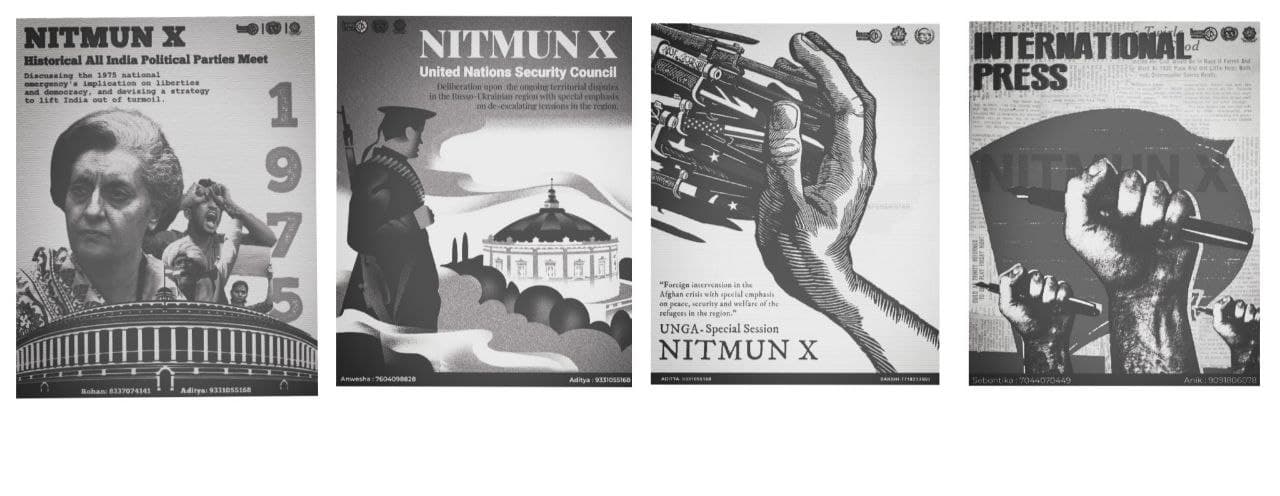 NITMUN X
Historical All India Political Parties Meet
Discussing the 1975 national
emergency's implication on liberties
and democracy, and devising a strategy
to lift India out of turmoil.
1
9
7
5
Rohan: 8337074141 Aditya: 9331055168
NITMUN X
United Nations Security Council
Deliberation upon the ongoing territorial disputes
in the Russo-Ukrainian region with special emphasis
on de-escalating tensions in the region.
Anwesha : 7604098828 Aditya : 9331055168
"Foreign intervention in the
Afghan crisis with special emphasis
on peace, security and welfare of the
refugees in the region."
UNGA- Special Session
NITMUN X
ADITYA: 9331055168
INTERNATIONAL
PRESS
NITMUN X
Sebontika : 7044070449 Anik : 9091806078